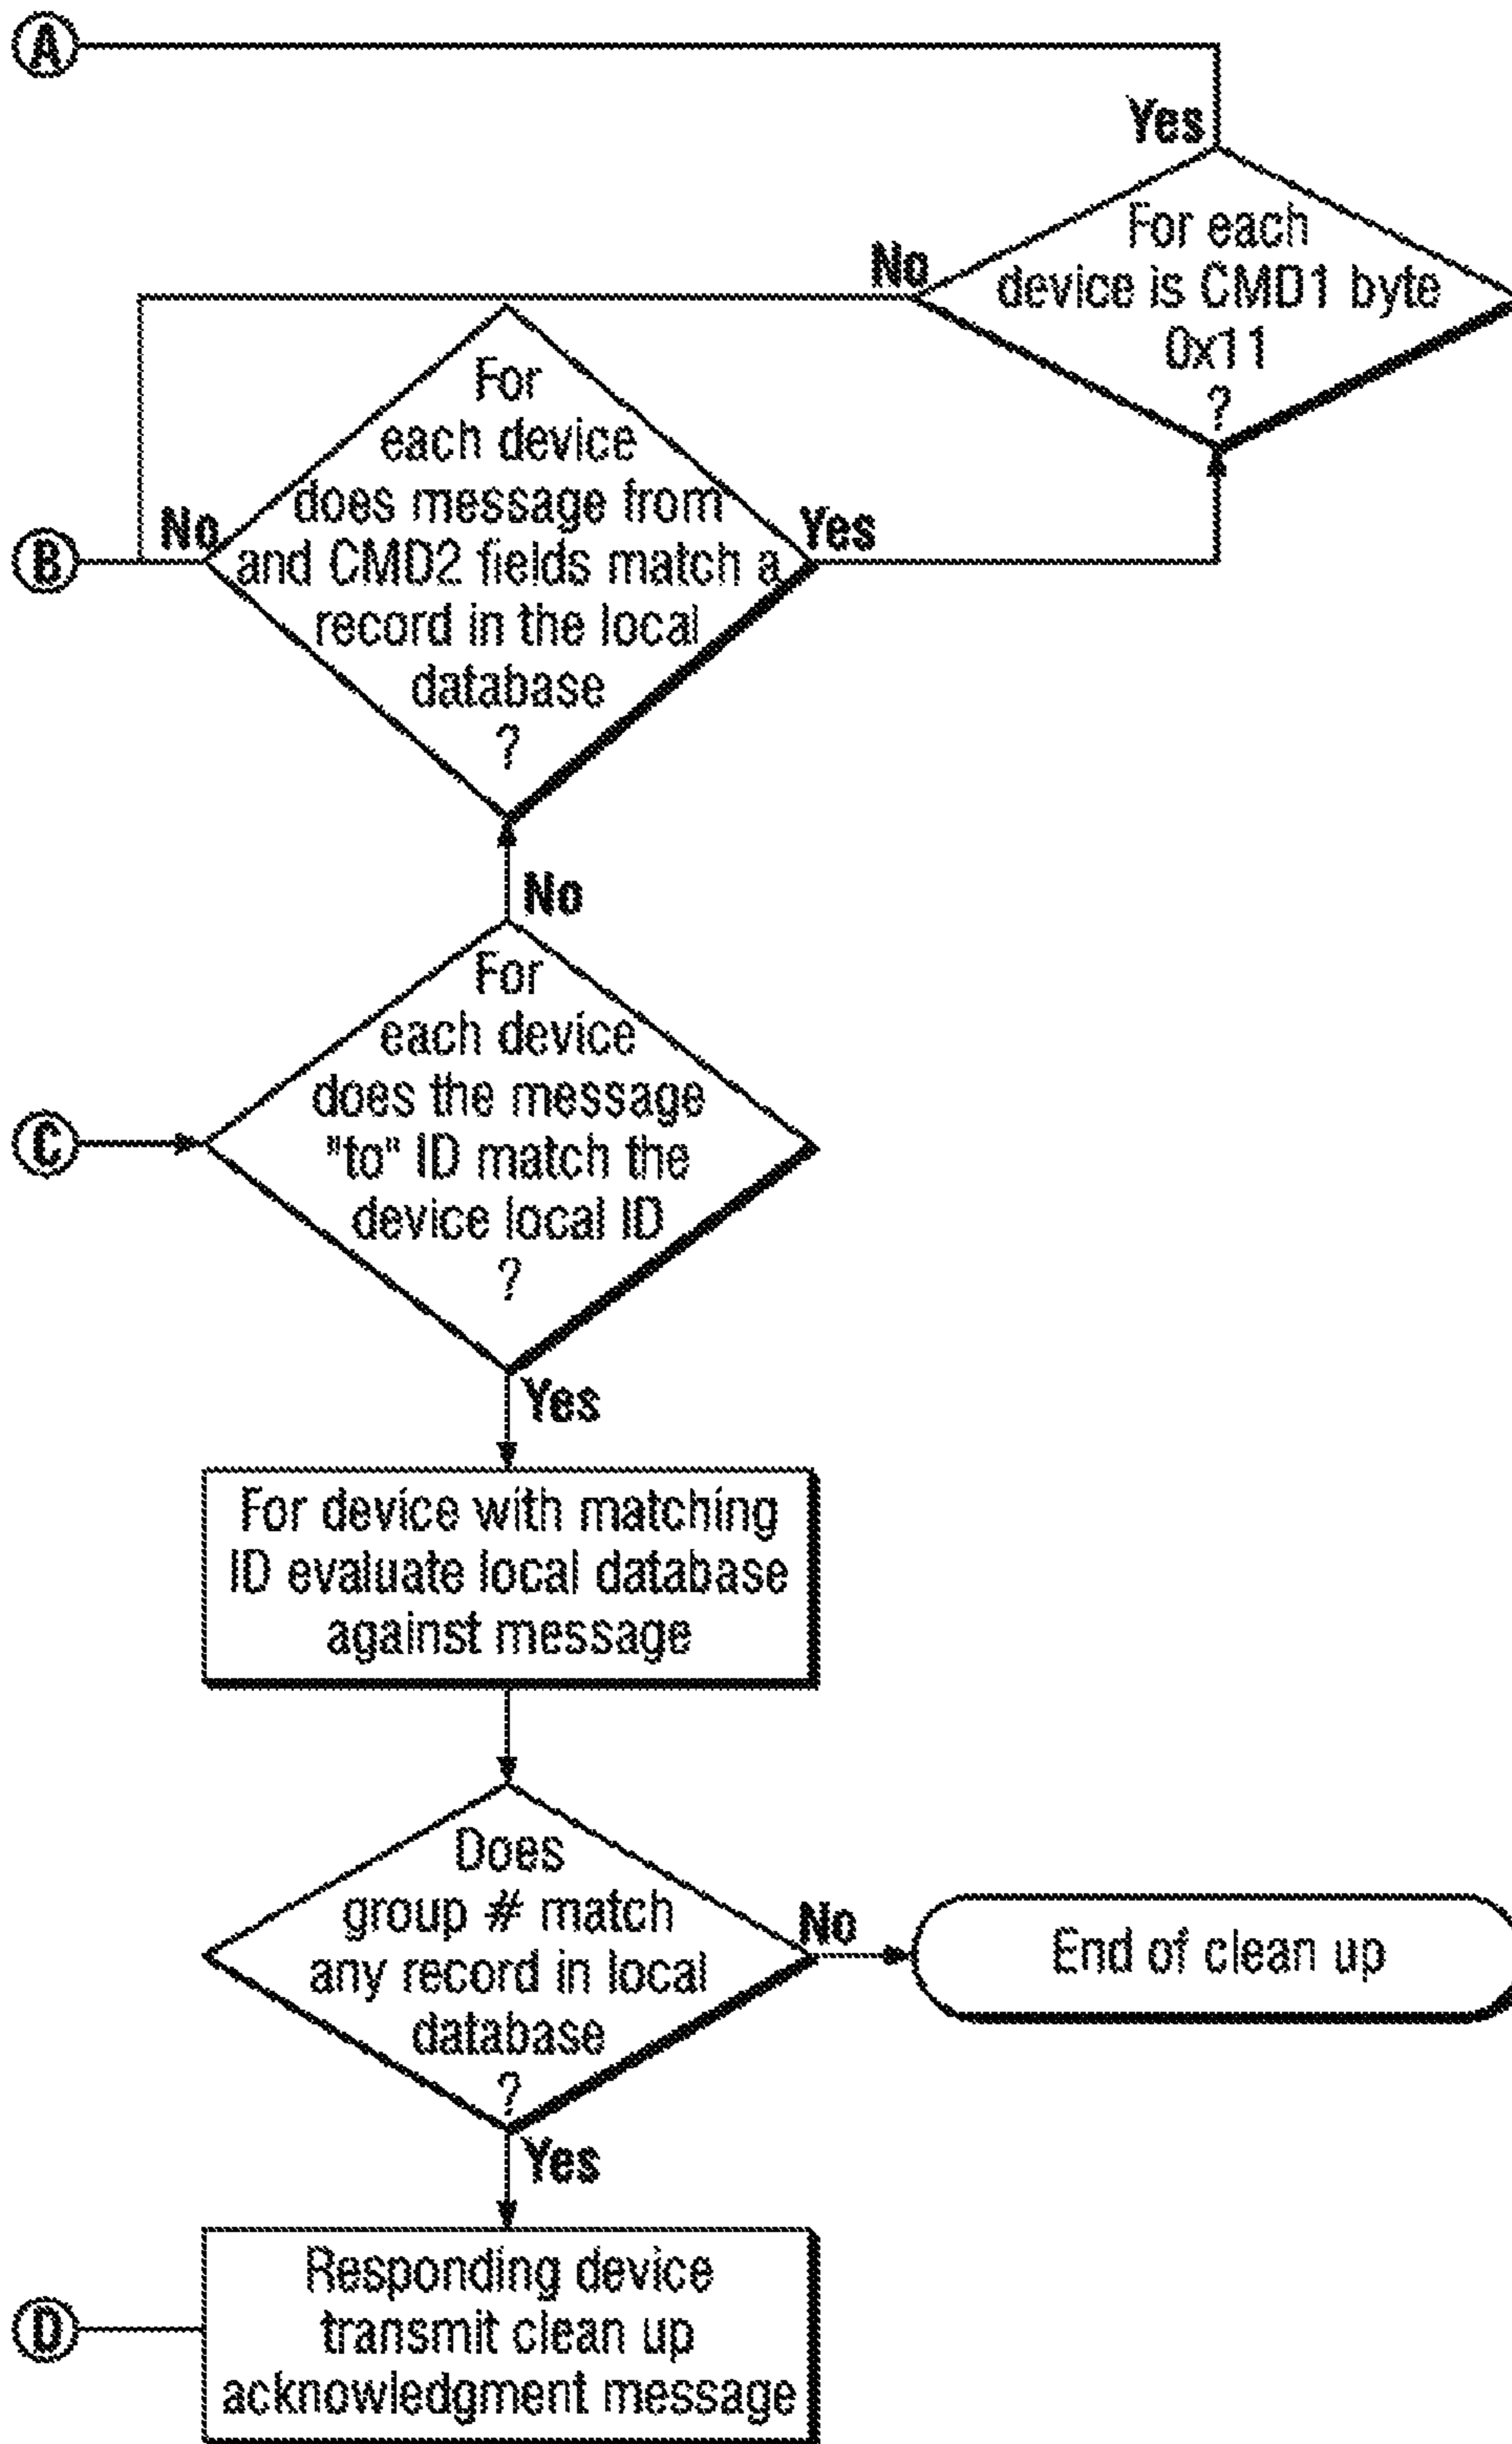 A
Yes
For each
device is CMD1 byte
0x11
?
No
For
each device
does message from
and CMD2 fields match a
record in the local
database
?
B
No
Yes
No
For
each device
does the message
"to" ID match the
device local ID
?
C
Yes
For device with matching
ID evaluate local database
against message
Does
group # match
any record in local
database
?
No
End of clean up
Yes
D
Responding device
transmit clean up
acknowledgment message